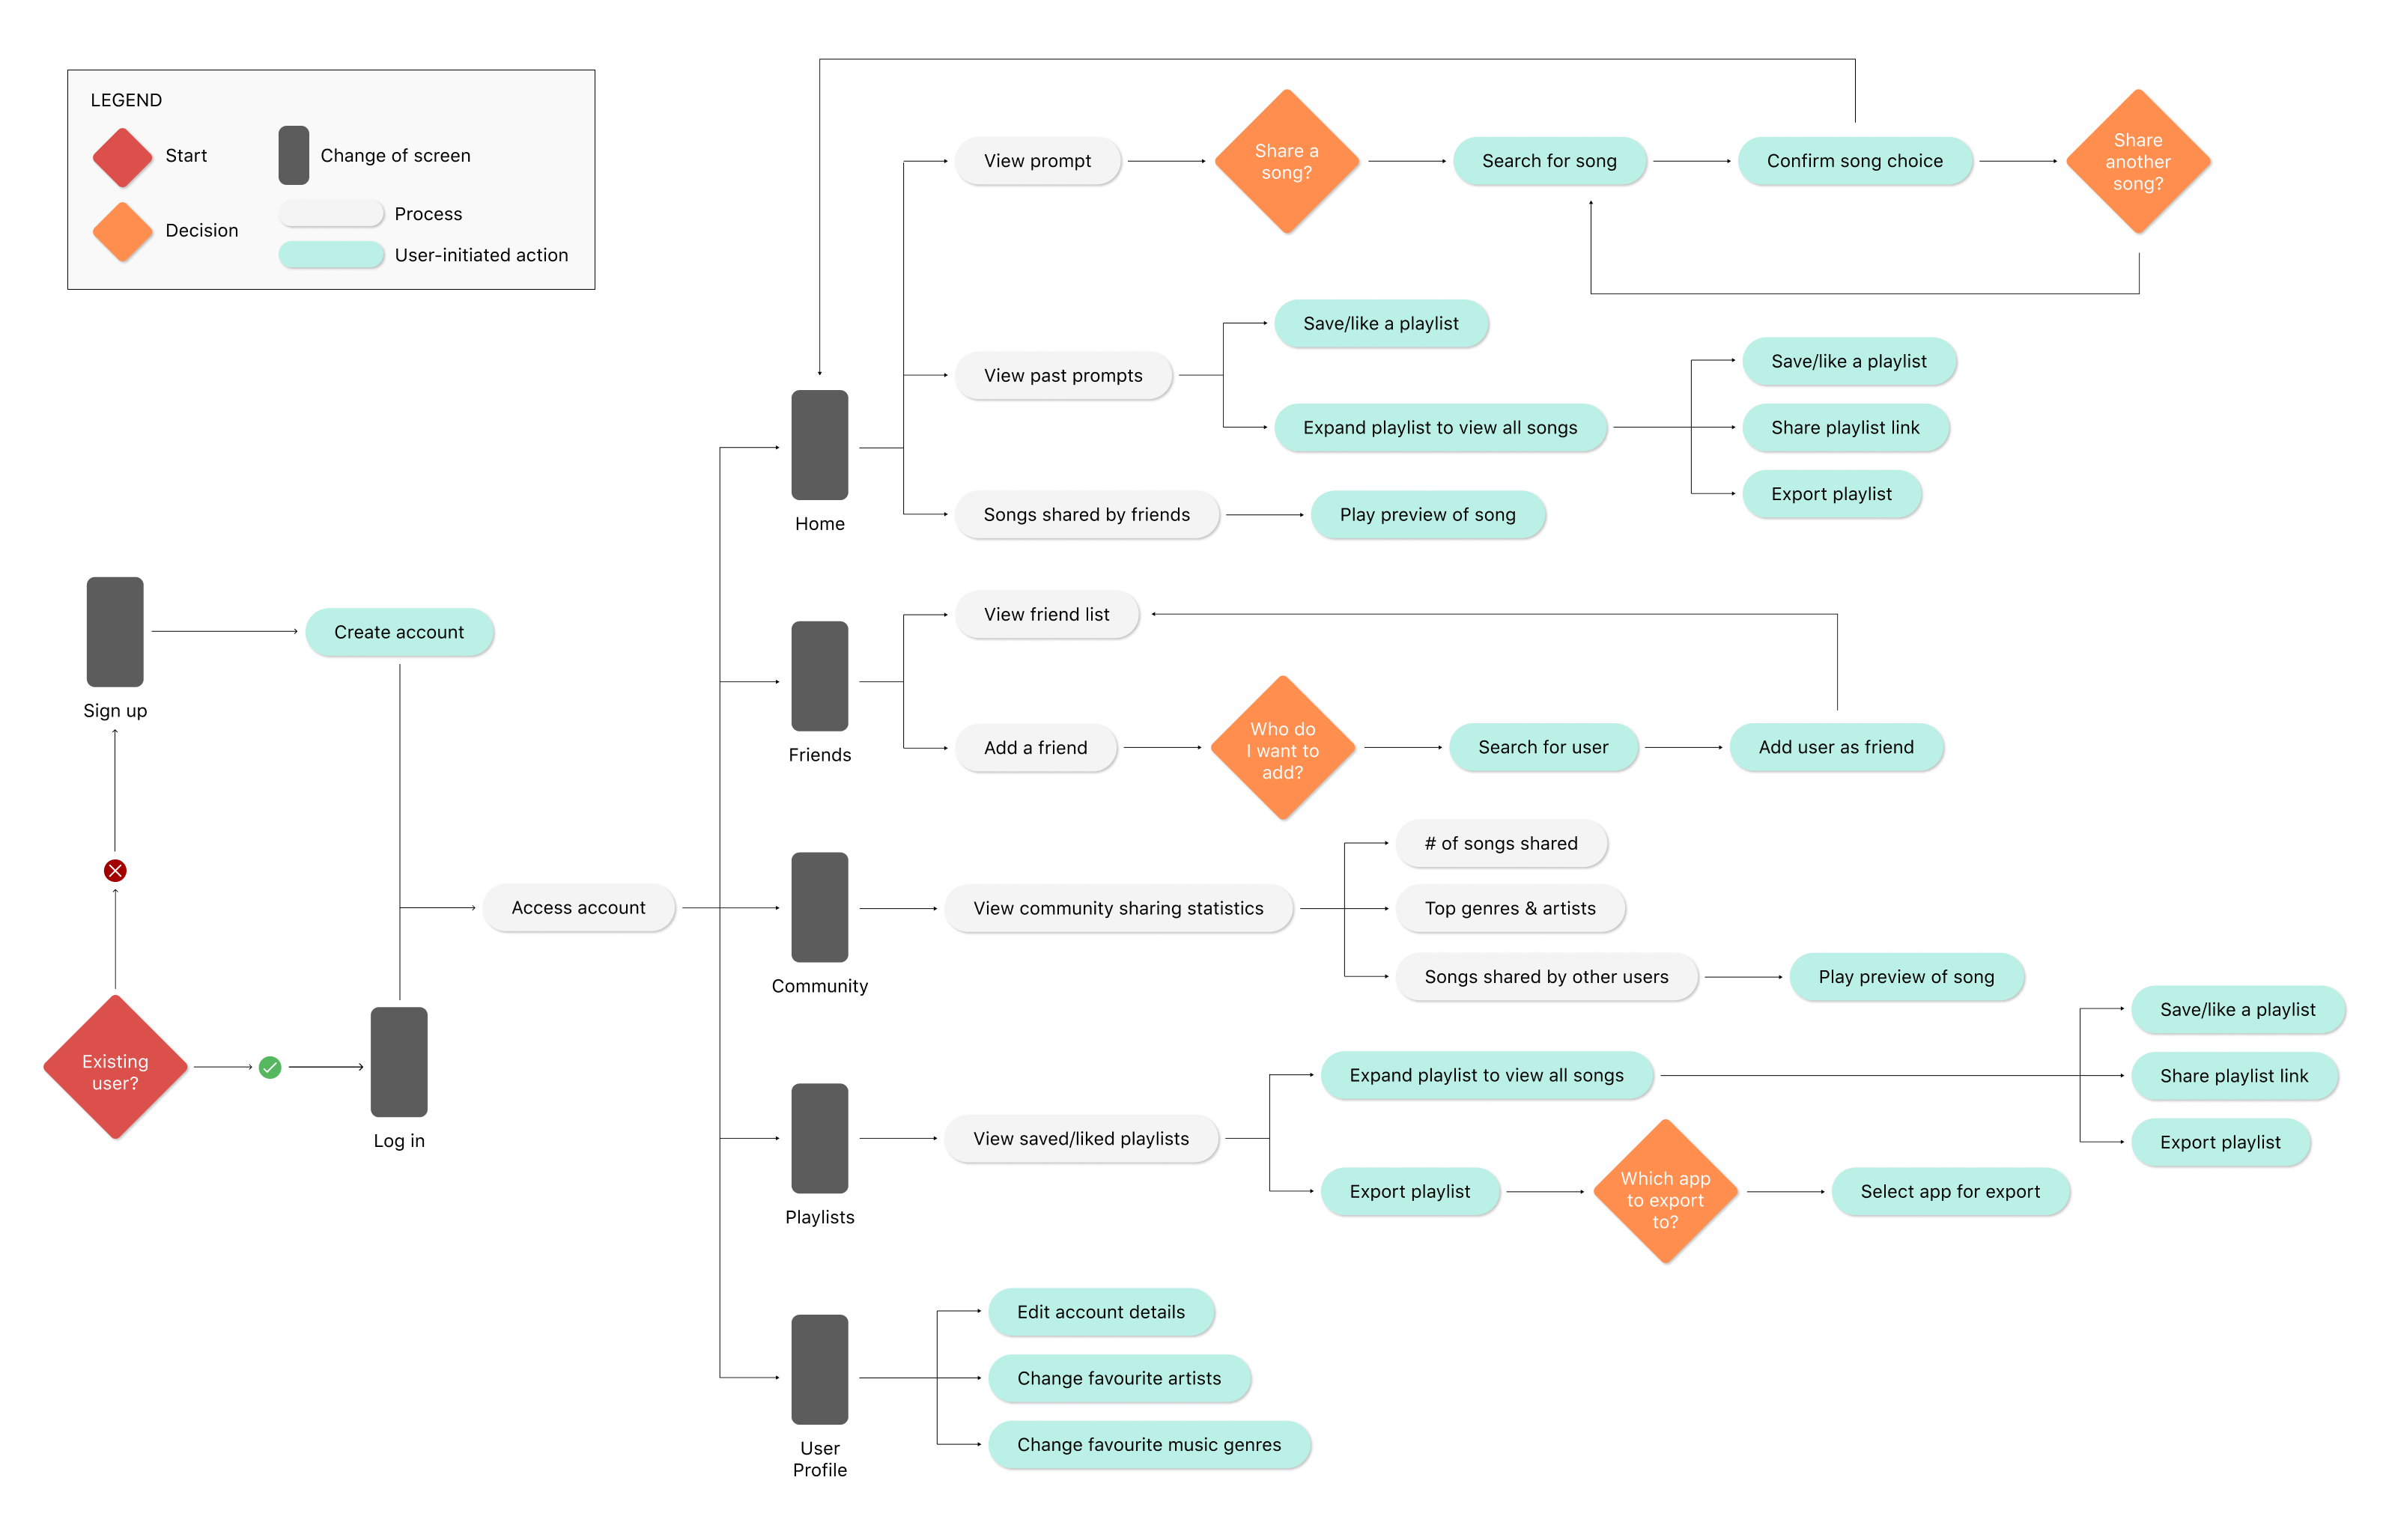 LEGEND
Start
Change of screen
Decision
Process
User-initiated action
View prompt
Share a
song?
Search for song
Confirm song choice
Share
another
song?
View past prompts
Save/like a playlist
Expand playlist to view all songs
Save/like a playlist
Share playlist link
Export playlist
Songs shared by friends
Play preview of song
Home
Sign up
Create account
View friend list
Friends
Add a friend
Who do
I want to
add?
Search for user
Add user as friend
Access account
Community
View community sharing statistics
# of songs shared
Top genres & artists
Songs shared by other users
Play preview of song
Existing
user?
Log in
Playlists
View saved/liked playlists
Expand playlist to view all songs
Save/like a playlist
Share playlist link
Export playlist
Export playlist
Which app
to export
to?
Select app for export
User
Profile
Edit account details
Change favourite artists
Change favourite music genres